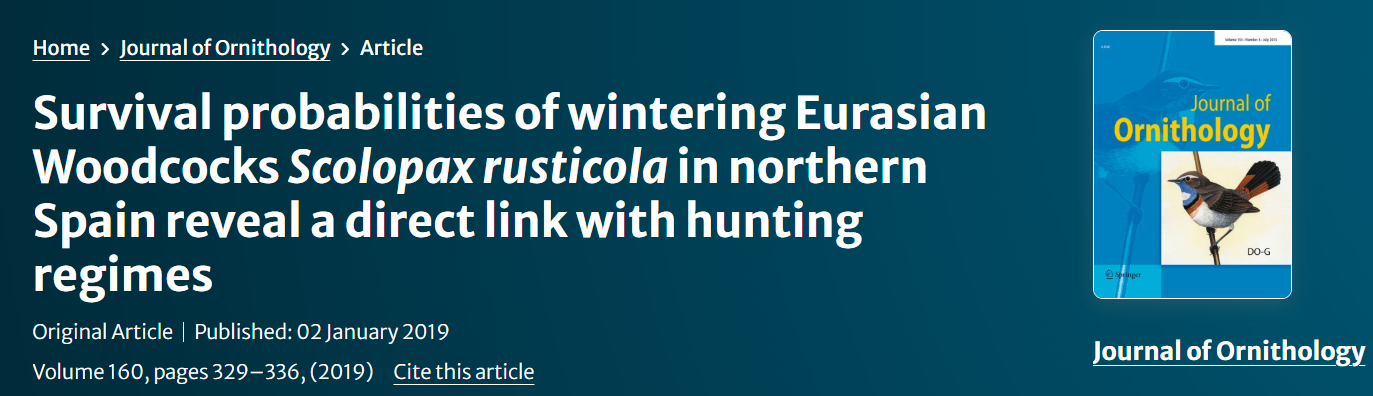 Home > Journal of Ornithology > Article
Survival probabilities of wintering Eurasian
Woodcocks Scolopax rusticola in northern
Spain reveal a direct link with hunting
regimes
Original Article | Published: 02 January 2019
Volume 160, pages 329–336, (2019) Cite this article
Journal of
Ornithology
DO-G
Springer
Journal of Ornithology